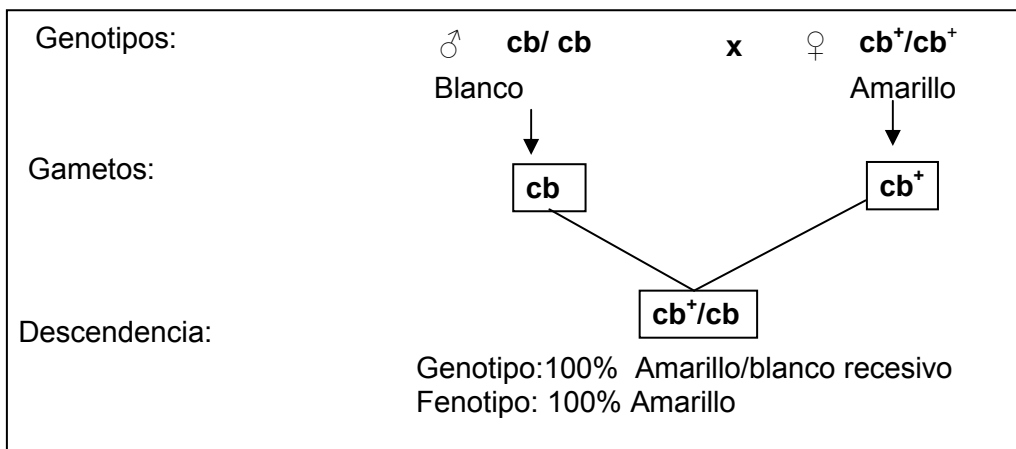 Genotipos: ♂ cb/ cb x ♀ cb⁺/cb⁺
Blanco Amarillo
Gametos: cb cb⁺
cb⁺/cb
Descendencia:
Genotipo:100% Amarillo/blanco recesivo
Fenotipo: 100% Amarillo